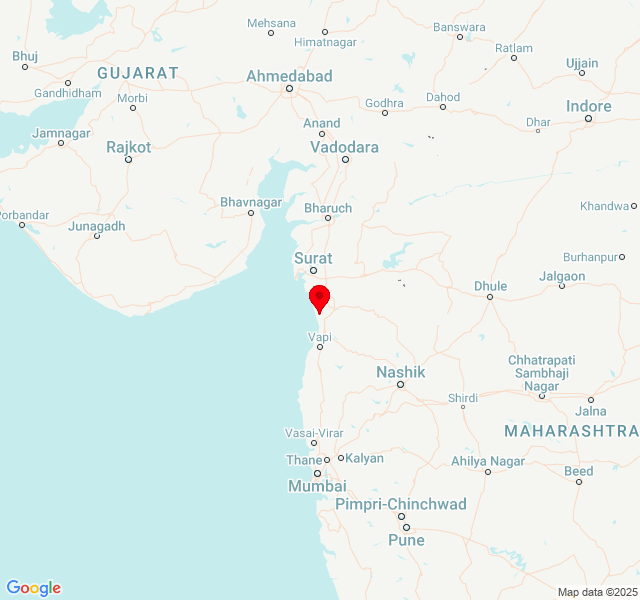 Mehsana
Himatnagar
Banswara
Ratlam
Bhuj
GUJARAT
Ahmedabad
Ujjain
Gandhidham
Morbi
Godhra
Dahod
Indore
Jamnagar
Anand
Dhar
Rajkot
Vadodara
Bhavnagar
Bharuch
Khandwa
Porbandar
Junagadh
Surat
Burhanpur
Dhule
Jalgaon
Vapi
Nashik
Chhatrapati
Sambhaji
Nagar
Shirdi
Jalna
Vasai-Virar
MAHARASHTRA
Thane
Kalyan
Ahilya Nagar
Beed
Mumbai
Pimpri-Chinchwad
Pune
Google
Map data ©2025